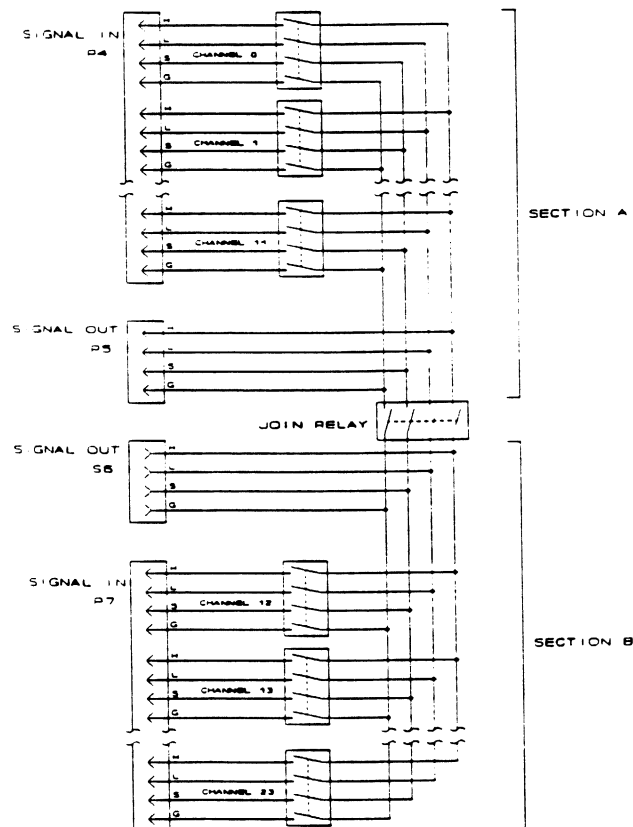 SIGNAL IN
P4
H
L
S
G
CHANNEL 0
H
L
S
G
CHANNEL 1
H
L
S
G
CHANNEL 11
SECTION A
SIGNAL OUT
P5
H
L
S
G
JOIN RELAY
SIGNAL OUT
S6
H
L
S
G
SIGNAL IN
P7
H
L
S
G
CHANNEL 12
H
L
S
G
CHANNEL 13
H
L
S
G
CHANNEL 23
SECTION B